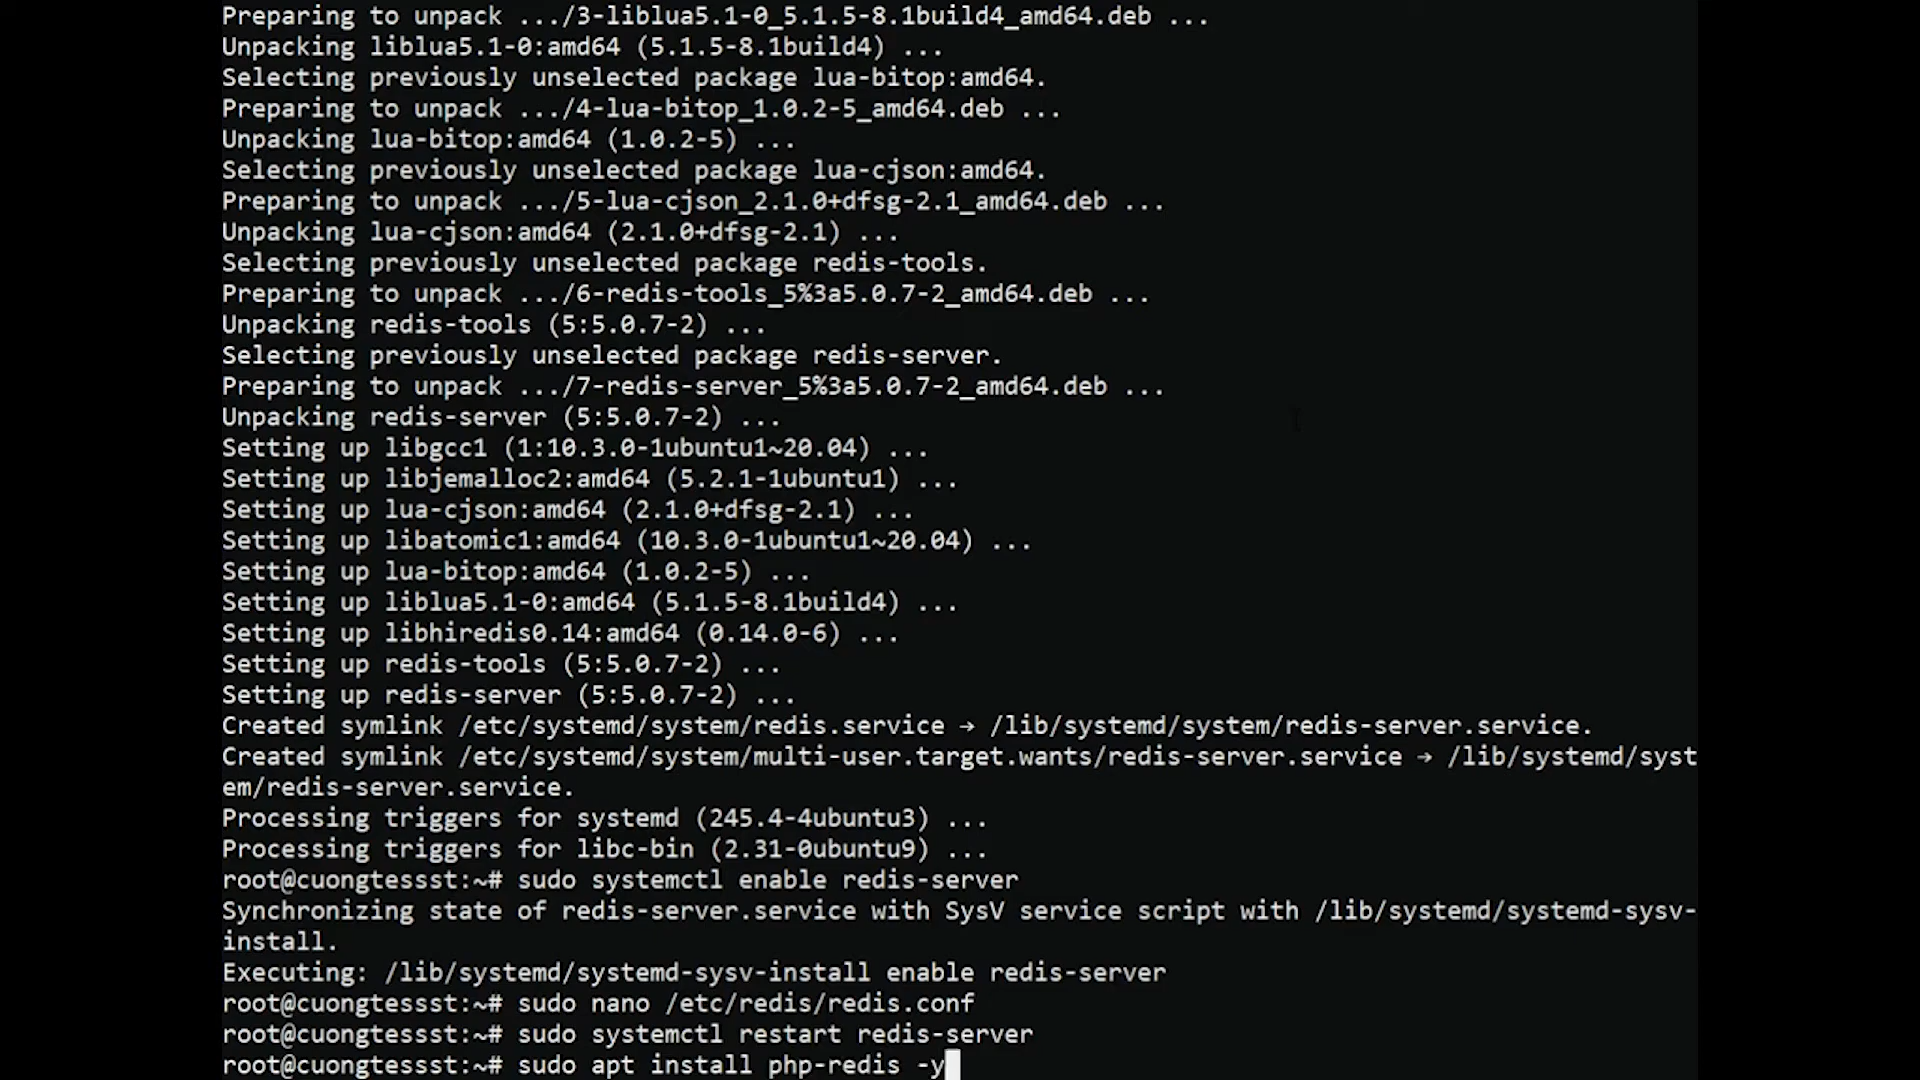 Preparing to unpack .../3-liblua5.1-0_5.1.5-8.1build4_amd64.deb ...
Unpacking liblua5.1-0:amd64 (5.1.5-8.1build4) ...
Selecting previously unselected package lua-bitop:amd64.
Preparing to unpack .../4-lua-bitop_1.0.2-5_amd64.deb ...
Unpacking lua-bitop:amd64 (1.0.2-5) ...
Selecting previously unselected package lua-cjson:amd64.
Preparing to unpack .../5-lua-cjson_2.1.0+dfsg-2.1_amd64.deb ...
Unpacking lua-cjson:amd64 (2.1.0+dfsg-2.1) ...
Selecting previously unselected package redis-tools.
Preparing to unpack .../6-redis-tools_5%3a5.0.7-2_amd64.deb ...
Unpacking redis-tools (5:5.0.7-2) ...
Selecting previously unselected package redis-server.
Preparing to unpack .../7-redis-server_5%3a5.0.7-2_amd64.deb ...
Unpacking redis-server (5:5.0.7-2) ...
Setting up libgcc1 (1:10.3.0-1ubuntu1~20.04) ...
Setting up libjemalloc2:amd64 (5.2.1-1ubuntu1) ...
Setting up lua-cjson:amd64 (2.1.0+dfsg-2.1) ...
Setting up libatomic1:amd64 (10.3.0-1ubuntu1~20.04) ...
Setting up lua-bitop:amd64 (1.0.2-5) ...
Setting up liblua5.1-0:amd64 (5.1.5-8.1build4) ...
Setting up libhiredis0.14:amd64 (0.14.0-6) ...
Setting up redis-tools (5:5.0.7-2) ...
Setting up redis-server (5:5.0.7-2) ...
Created symlink /etc/systemd/system/redis.service → /lib/systemd/system/redis-server.service.
Created symlink /etc/systemd/system/multi-user.target.wants/redis-server.service → /lib/systemd/syst
em/redis-server.service.
Processing triggers for systemd (245.4-4ubuntu3) ...
Processing triggers for libc-bin (2.31-0ubuntu9) ...
root@cuongtessst:~# sudo systemctl enable redis-server
Synchronizing state of redis-server.service with SysV service script with /lib/systemd/systemd-sysv-
install.
Executing: /lib/systemd/systemd-sysv-install enable redis-server
root@cuongtessst:~# sudo nano /etc/redis/redis.conf
root@cuongtessst:~# sudo systemctl restart redis-server
root@cuongtessst:~# sudo apt install php-redis -y